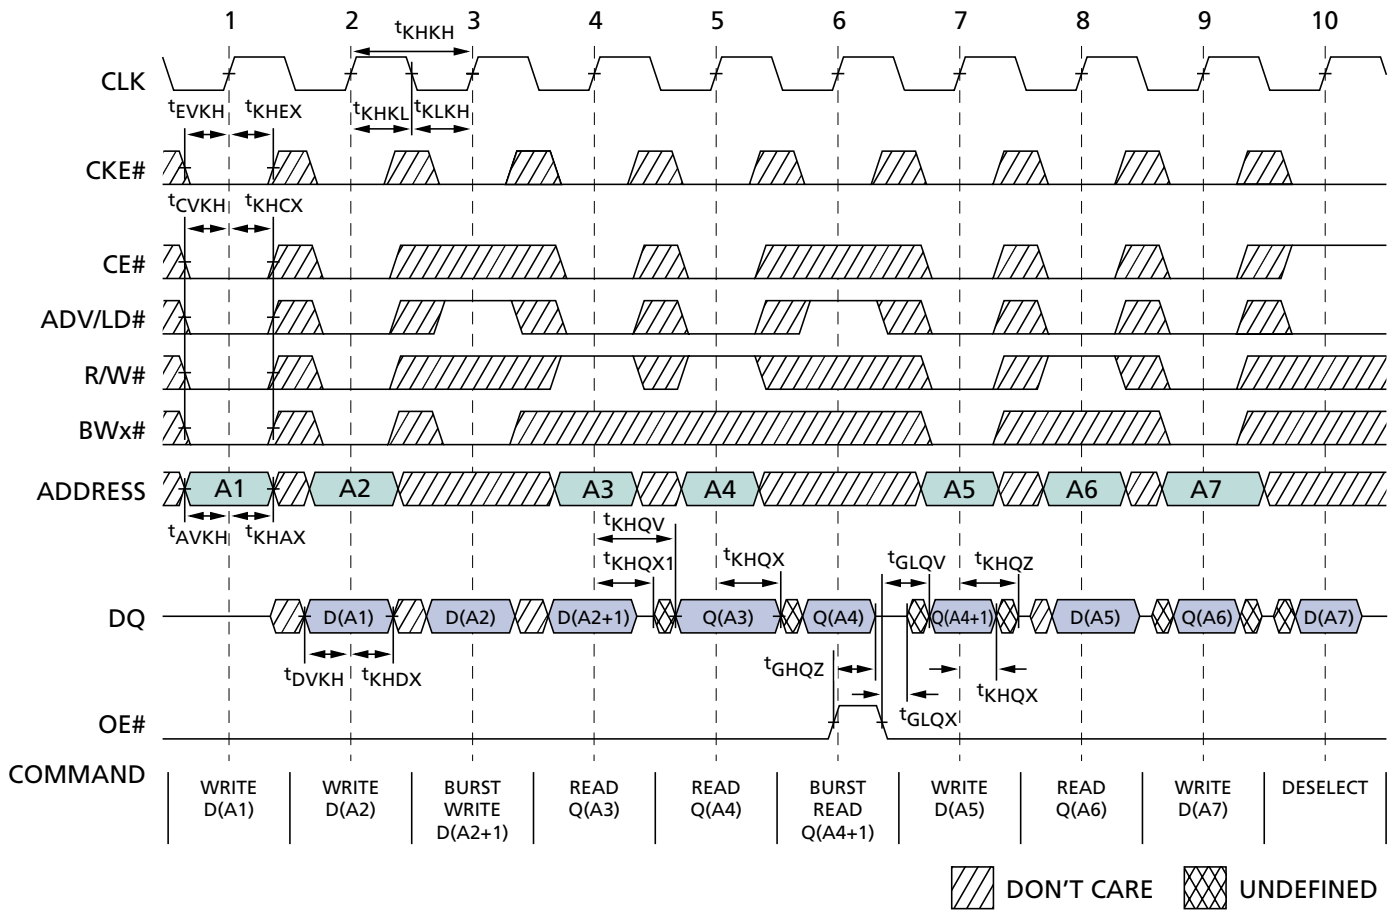 1 2 3 4 5 6 7 8 9 10
tKHKH
CLK
tEVKH tKHEX tKHKL tKLKH
CKE#
tCVKH tKHCX
CE#
ADV/LD#
R/W#
BWx#
ADDRESS A1 A2 A3 A4 A5 A6 A7
tAVKH tKHAX tKHQV
tKHQX1 tKHQX tGLQV tKHQZ
DQ D(A1) D(A2) D(A2+1) Q(A3) Q(A4) Q(A4+1) D(A5) Q(A6) D(A7)
tDVKH tKHDX tGHQZ tKHQX
tGLQX
OE#
COMMAND
WRITE WRITE BURST READ READ BURST WRITE READ WRITE DESELECT
D(A1) D(A2) WRITE Q(A3) Q(A4) READ D(A5) Q(A6) D(A7)
D(A2+1) Q(A4+1)
DON'T CARE UNDEFINED